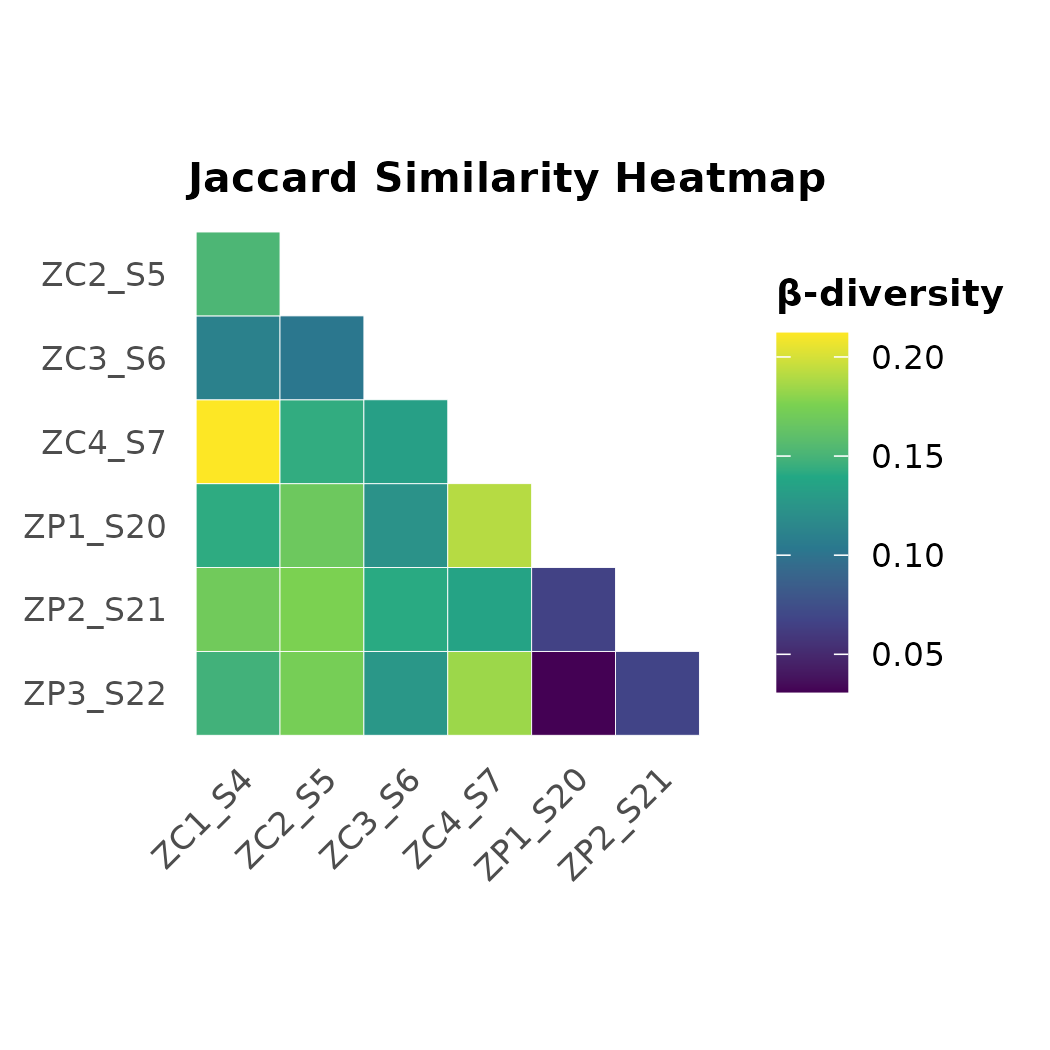 Jaccard Similarity Heatmap
ZC2_S5
ZC3_S6
ZC4_S7
ZP1_S20
ZP2_S21
ZP3_S22
ZC1_S4
ZC2_S5
ZC3_S6
ZC4_S7
ZP1_S20
ZP2_S21
β-diversity
0.20
0.15
0.10
0.05